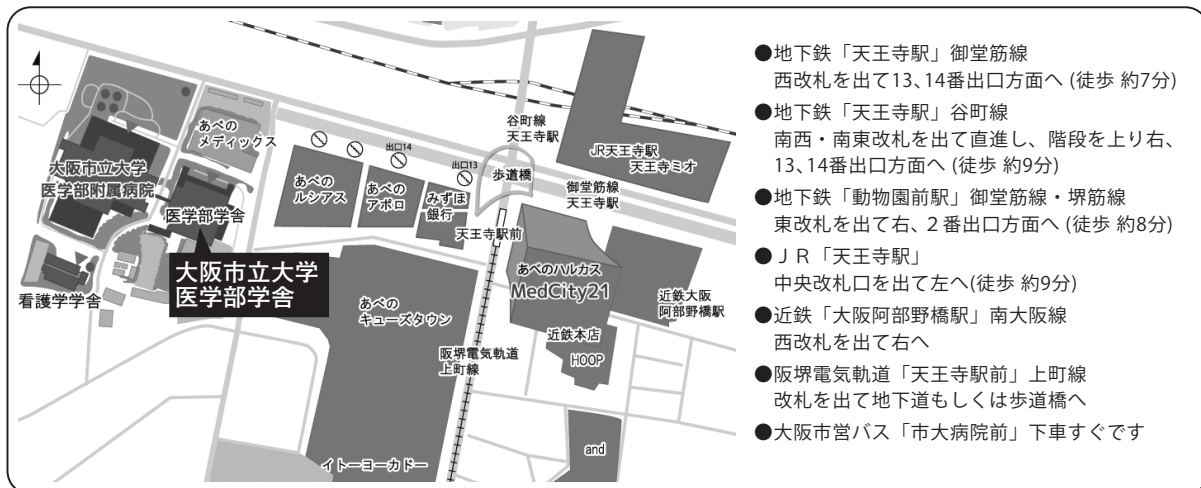 谷町線
天王寺駅
あべの
メディックス
出口14
出口13
JR天王寺駅
天王寺ミオ
大阪市立大学
医学部附属病院
あべの
ルシアス
あべの
アポロ
みずほ
銀行
歩道橋
御堂筋線
天王寺駅
医学部学舎
天王寺駅前
大阪市立大学
医学部学舎
看護学学舎
あべのハルカス
MedCity21
近鉄大阪
阿部野橋駅
あべの
キューズタウン
近鉄本店
HOOP
阪堺電気軌道
上町線
and
イトーヨーカドー
●地下鉄「天王寺駅」御堂筋線
西改札を出て13、14番出口方面へ (徒歩 約7分)
●地下鉄「天王寺駅」谷町線
南西・南東改札を出て直進し、階段を上り右、
13、14番出口方面へ (徒歩 約9分)
●地下鉄「動物園前駅」御堂筋線・堺筋線
東改札を出て右、２番出口方面へ (徒歩 約8分)
●ＪＲ「天王寺駅」
中央改札口を出て左へ(徒歩 約9分)
●近鉄「大阪阿部野橋駅」南大阪線
西改札を出て右へ
●阪堺電気軌道「天王寺駅前」上町線
改札を出て地下道もしくは歩道橋へ
●大阪市営バス「市大病院前」下車すぐです